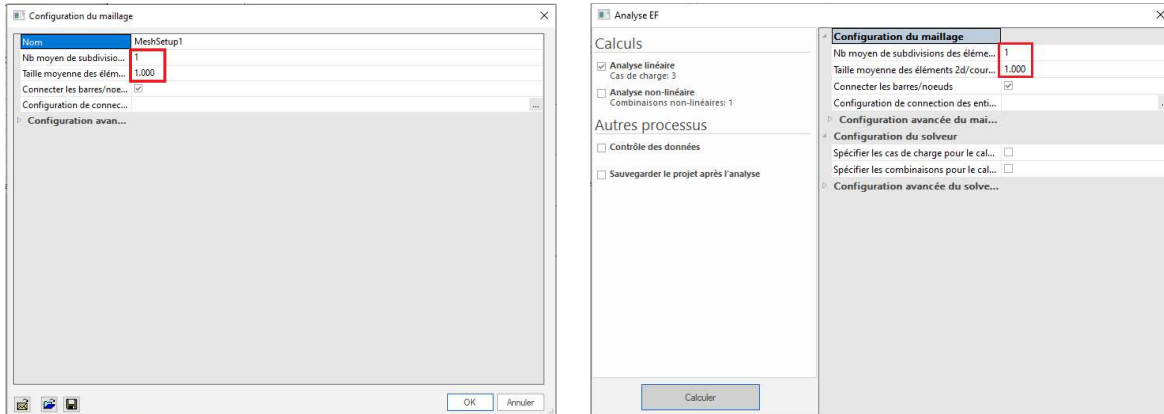 Configuration du maillage
Nom MeshSetup1
Nb moyen de subdivisio... 1
Taille moyenne des élém... 1.000
Connecter les barres/noe...
Configuration de connec... ...
Configuration avan...
OK Annuler
Analyse EF
Calculs
Analyse linéaire
Cas de charge: 3
Analyse non-linéaire
Combinaisons non-linéaires: 1
Autres processus
Contrôle des données
Sauvegarder le projet après l'analyse
Calculer
Configuration du maillage
Nb moyen de subdivisions des éléme... 1
Taille moyenne des éléments 2d/cour... 1.000
Connecter les barres/noeuds
Configuration de connection des enti...
Configuration avancée du mai...
Configuration du solveur
Spécifier les cas de charge pour le cal...
Spécifier les combinaisons pour le cal...
Configuration avancée du solve...